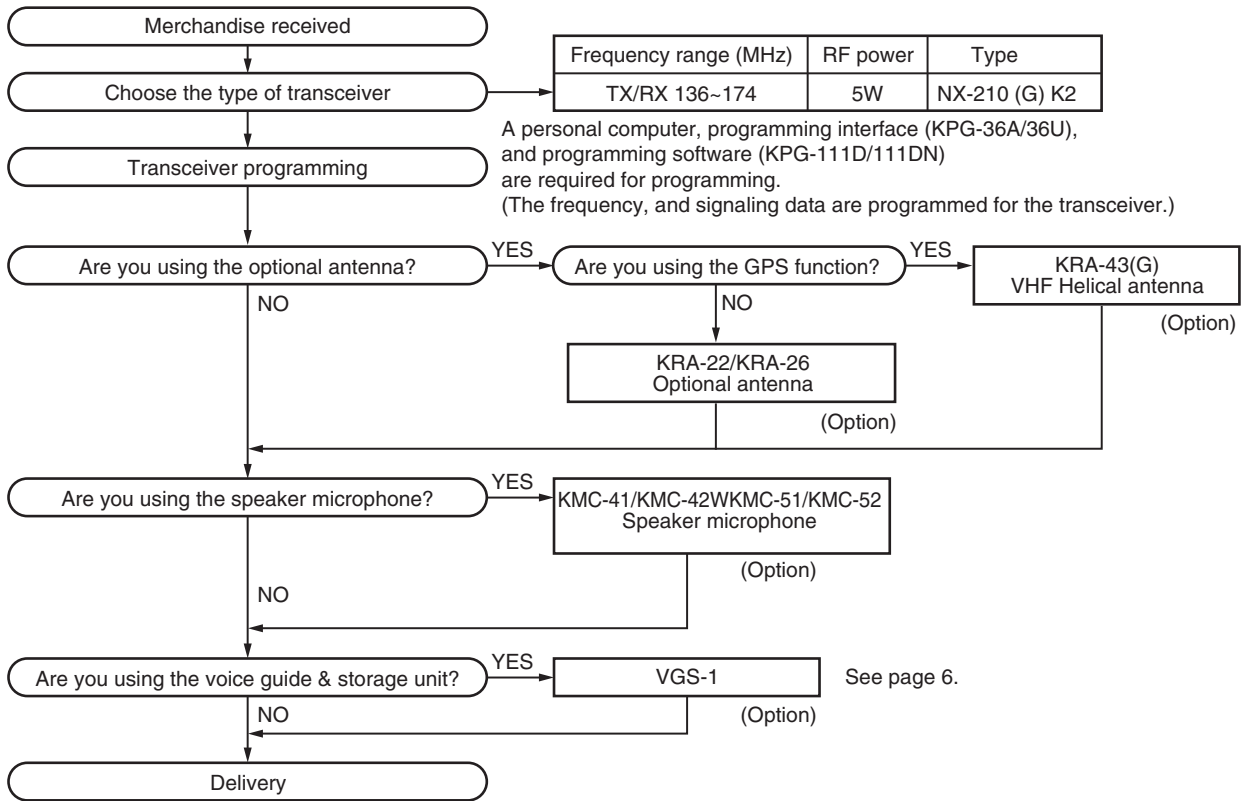 Merchandise received
Choose the type of transceiver
Frequency range (MHz) RF power Type
TX/RX 136~174 5W NX-210 (G) K2
Transceiver programming
A personal computer, programming interface (KPG-36A/36U),
and programming software (KPG-111D/111DN)
are required for programming.
(The frequency, and signaling data are programmed for the transceiver.)
Are you using the optional antenna?
YES
NO
Are you using the GPS function?
YES
NO
KRA-43(G)
VHF Helical antenna
(Option)
KRA-22/KRA-26
Optional antenna
(Option)
Are you using the speaker microphone?
YES
NO
KMC-41/KMC-42WKMC-51/KMC-52
Speaker microphone
(Option)
Are you using the voice guide & storage unit?
YES
NO
VGS-1
(Option)
See page 6.
Delivery